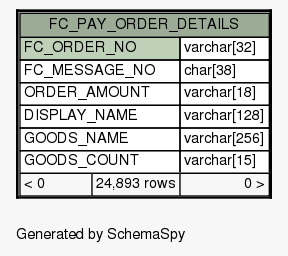 FC_PAY_ORDER_DETAILS
FC_ORDER_NO varchar[32]
FC_MESSAGE_NO char[38]
ORDER_AMOUNT varchar[18]
DISPLAY_NAME varchar[128]
GOODS_NAME varchar[256]
GOODS_COUNT varchar[15]
< 0 24,893 rows 0 >
Generated by SchemaSpy